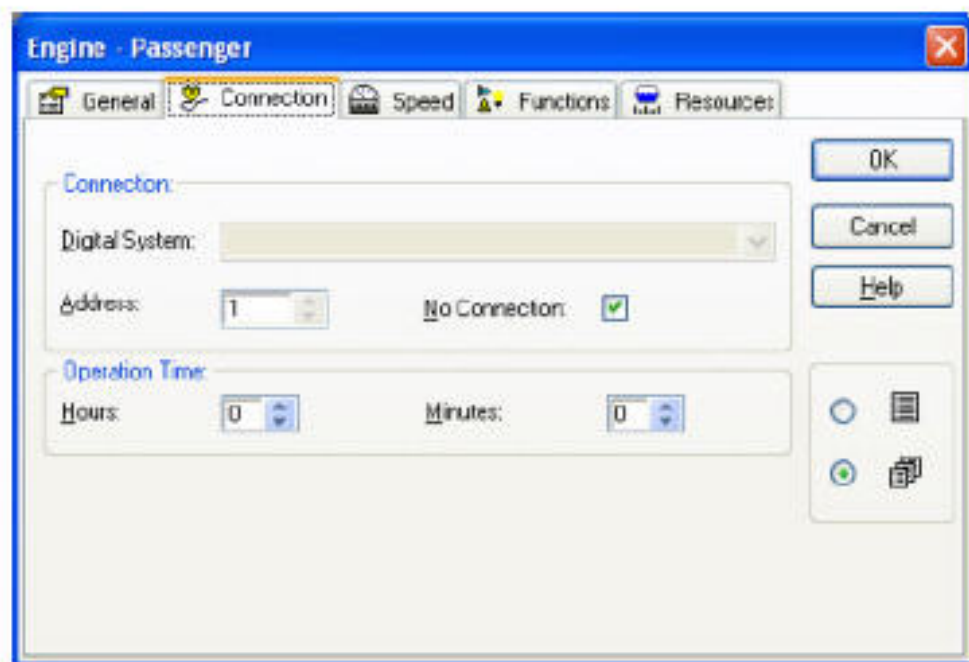 Engine - Passenger
General Connection Speed Functions Resources
Connection:
Digital System:
Address: 1 No Connection:
Operation Time:
Hours: 0 Minutes: 0
OK
Cancel
Help